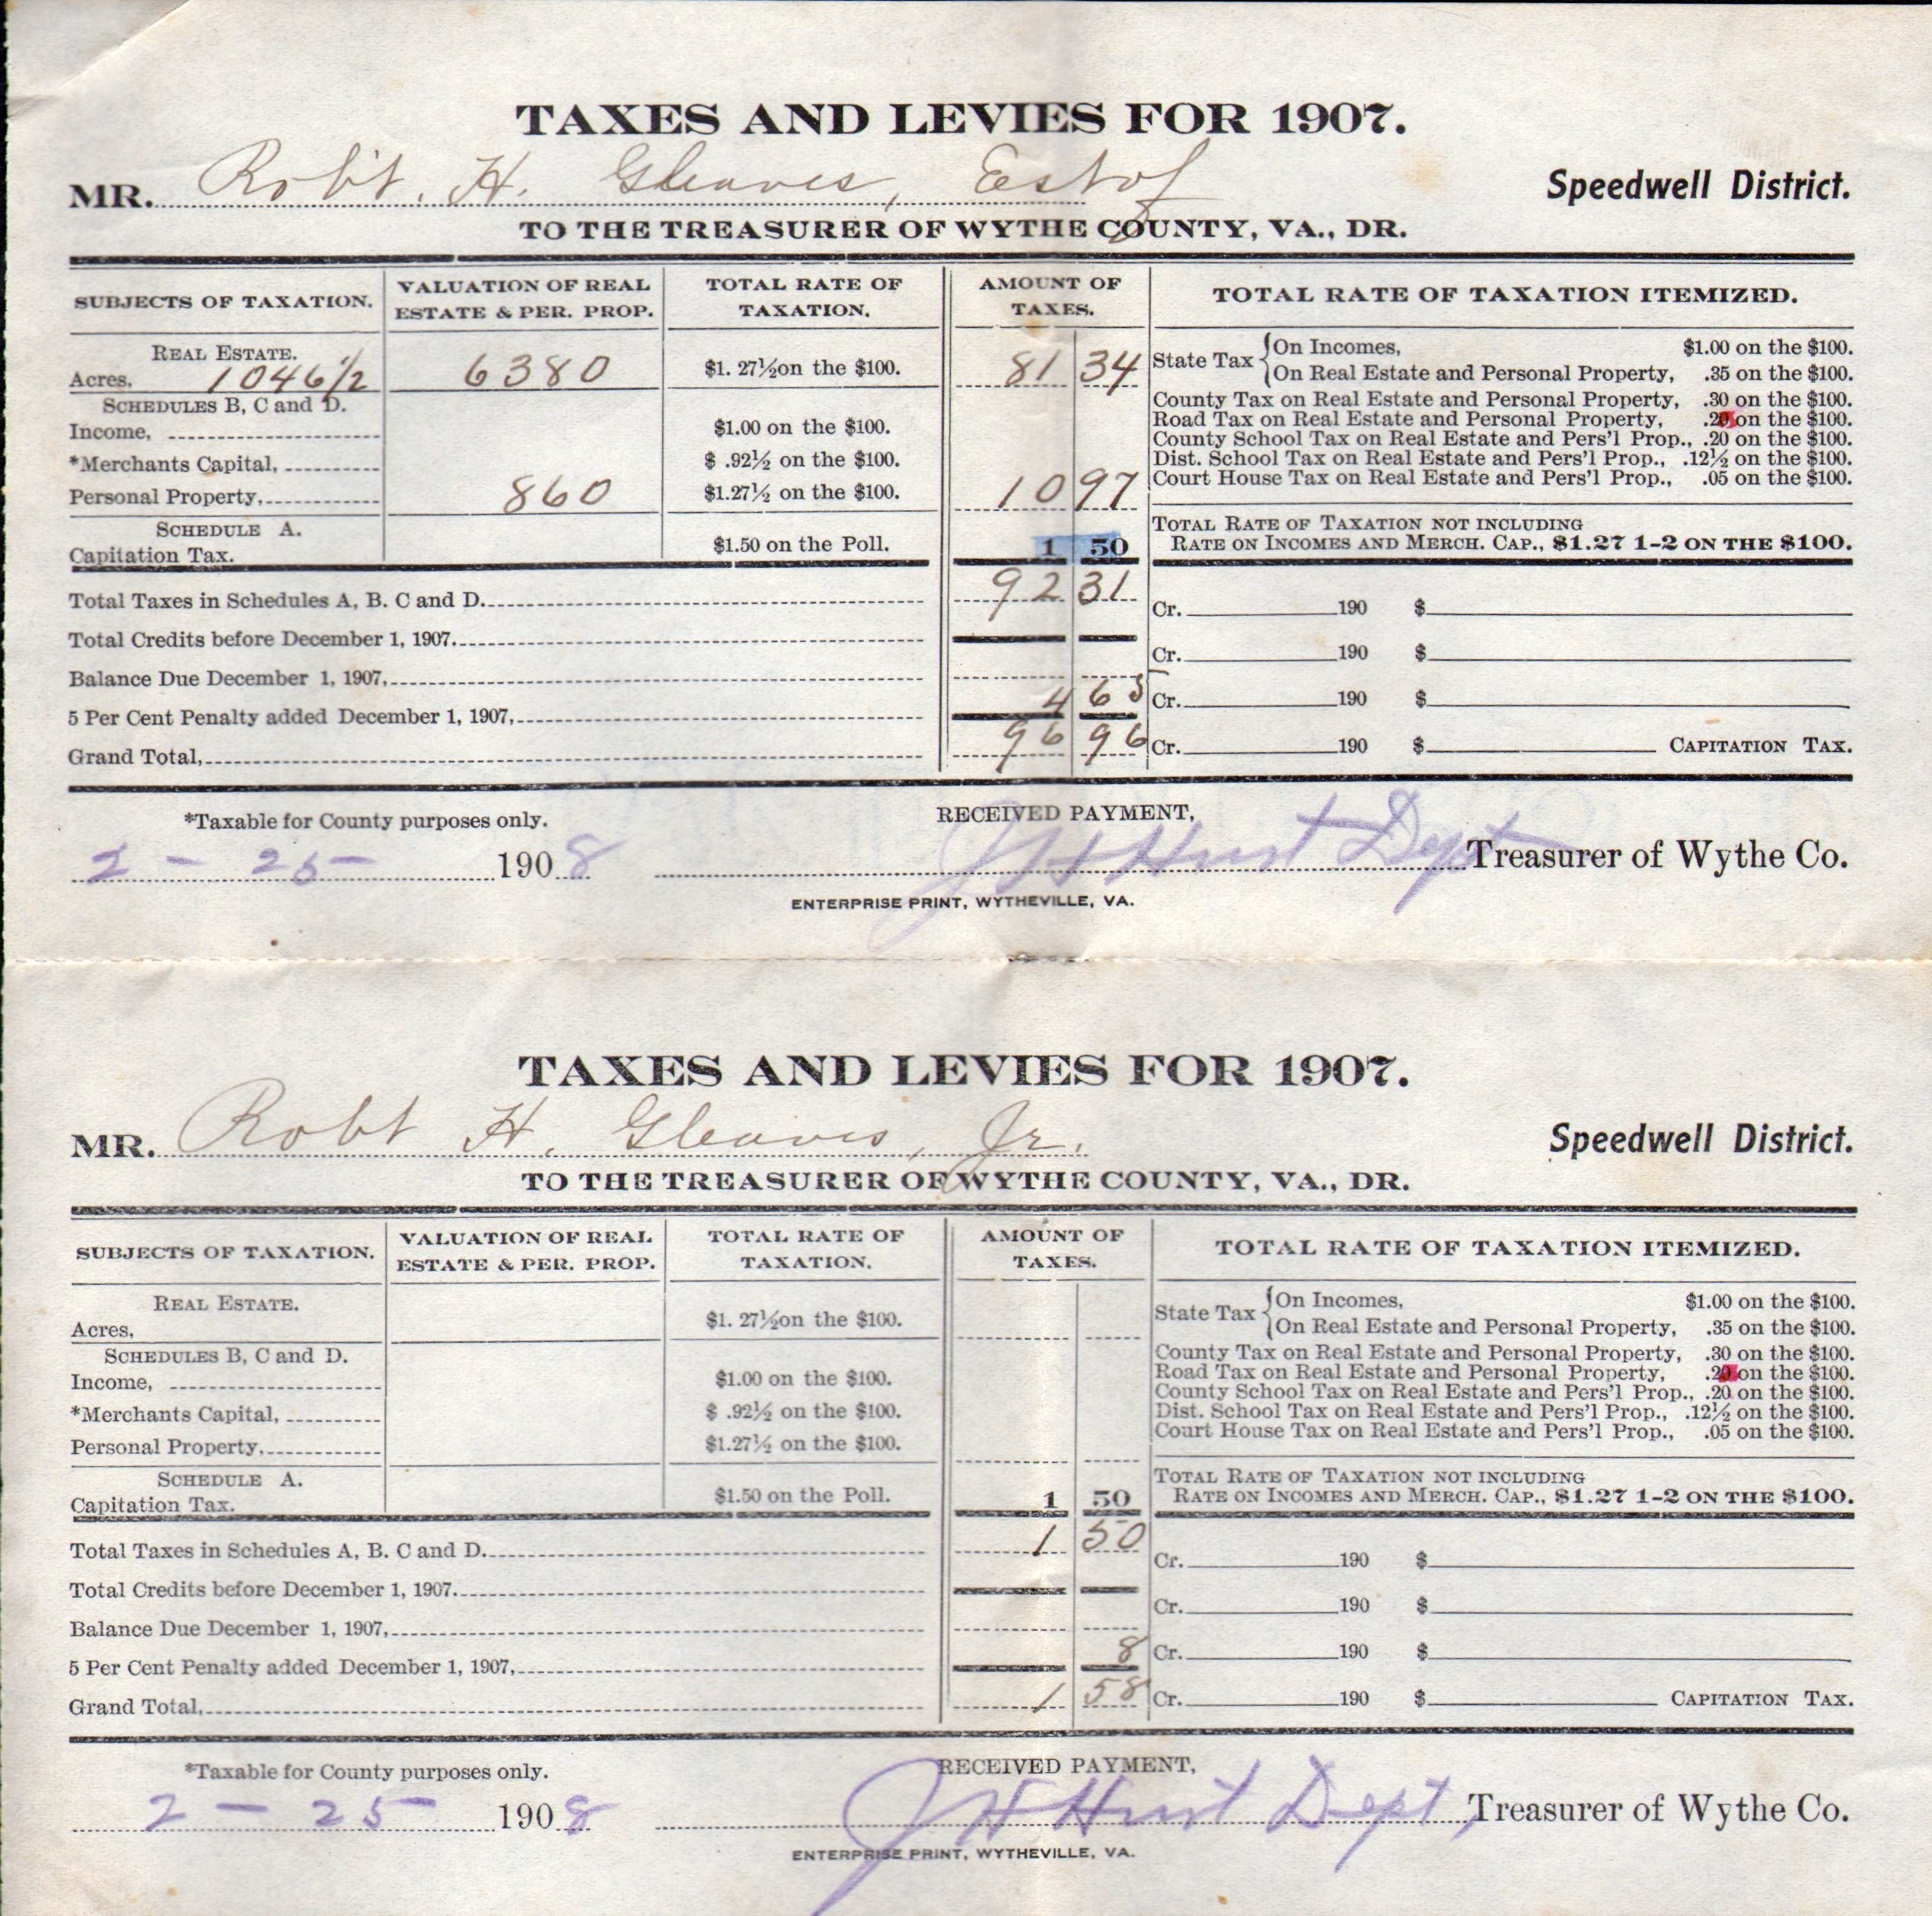 TAXES AND LEVIES FOR 1907.
MR. Rob't. H. Gleaves, Est of
Speedwell District.
TO THE TREASURER OF WYTHE COUNTY, VA., DR.
SUBJECTS OF TAXATION. VALUATION OF REAL ESTATE & PER. PROP. TOTAL RATE OF TAXATION. AMOUNT OF TAXES. TOTAL RATE OF TAXATION ITEMIZED.
REAL ESTATE.
Acres, 1046 1/2 6380 $1. 27½ on the $100. 81 34
SCHEDULES B, C and D.
Income, $1.00 on the $100.
*Merchants Capital, $ .92½ on the $100.
Personal Property, 860 $1.27½ on the $100. 10 97
SCHEDULE A.
Capitation Tax. $1.50 on the Poll. 1 50
State Tax { On Incomes, $1.00 on the $100.
On Real Estate and Personal Property, .35 on the $100.
County Tax on Real Estate and Personal Property, .30 on the $100.
Road Tax on Real Estate and Personal Property, .20 on the $100.
County School Tax on Real Estate and Pers'l Prop., .20 on the $100.
Dist. School Tax on Real Estate and Pers'l Prop., .12½ on the $100.
Court House Tax on Real Estate and Pers'l Prop., .05 on the $100.
TOTAL RATE OF TAXATION NOT INCLUDING
RATE ON INCOMES AND MERCH. CAP., $1.27 1-2 ON THE $100.
Total Taxes in Schedules A, B. C and D. 92 31
Cr. 190 $
Total Credits before December 1, 1907.
Cr. 190 $
Balance Due December 1, 1907,
Cr. 190 $
5 Per Cent Penalty added December 1, 1907, 4 65
Grand Total, 96 96
Cr. 190 $ CAPITATION TAX.
*Taxable for County purposes only.
RECEIVED PAYMENT,
2 - 25 - 1908 J H Hurst Dept Treasurer of Wythe Co.
ENTERPRISE PRINT, WYTHEVILLE, VA.
TAXES AND LEVIES FOR 1907.
MR. Robt H. Gleaves, Jr.
Speedwell District.
TO THE TREASURER OF WYTHE COUNTY, VA., DR.
SUBJECTS OF TAXATION. VALUATION OF REAL ESTATE & PER. PROP. TOTAL RATE OF TAXATION. AMOUNT OF TAXES. TOTAL RATE OF TAXATION ITEMIZED.
REAL ESTATE.
Acres, $1. 27½ on the $100.
SCHEDULES B, C and D.
Income, $1.00 on the $100.
*Merchants Capital, $ .92½ on the $100.
Personal Property, $1.27½ on the $100.
SCHEDULE A.
Capitation Tax. $1.50 on the Poll. 1 50
State Tax { On Incomes, $1.00 on the $100.
On Real Estate and Personal Property, .35 on the $100.
County Tax on Real Estate and Personal Property, .30 on the $100.
Road Tax on Real Estate and Personal Property, .20 on the $100.
County School Tax on Real Estate and Pers'l Prop., .20 on the $100.
Dist. School Tax on Real Estate and Pers'l Prop., .12½ on the $100.
Court House Tax on Real Estate and Pers'l Prop., .05 on the $100.
TOTAL RATE OF TAXATION NOT INCLUDING
RATE ON INCOMES AND MERCH. CAP., $1.27 1-2 ON THE $100.
Total Taxes in Schedules A, B. C and D. 1 50
Cr. 190 $
Total Credits before December 1, 1907.
Cr. 190 $
Balance Due December 1, 1907,
Cr. 190 $
5 Per Cent Penalty added December 1, 1907, 8
Grand Total, 1 58
Cr. 190 $ CAPITATION TAX.
*Taxable for County purposes only.
RECEIVED PAYMENT,
2 - 25 1908 J H Hurst Dept, Treasurer of Wythe Co.
ENTERPRISE PRINT, WYTHEVILLE, VA.